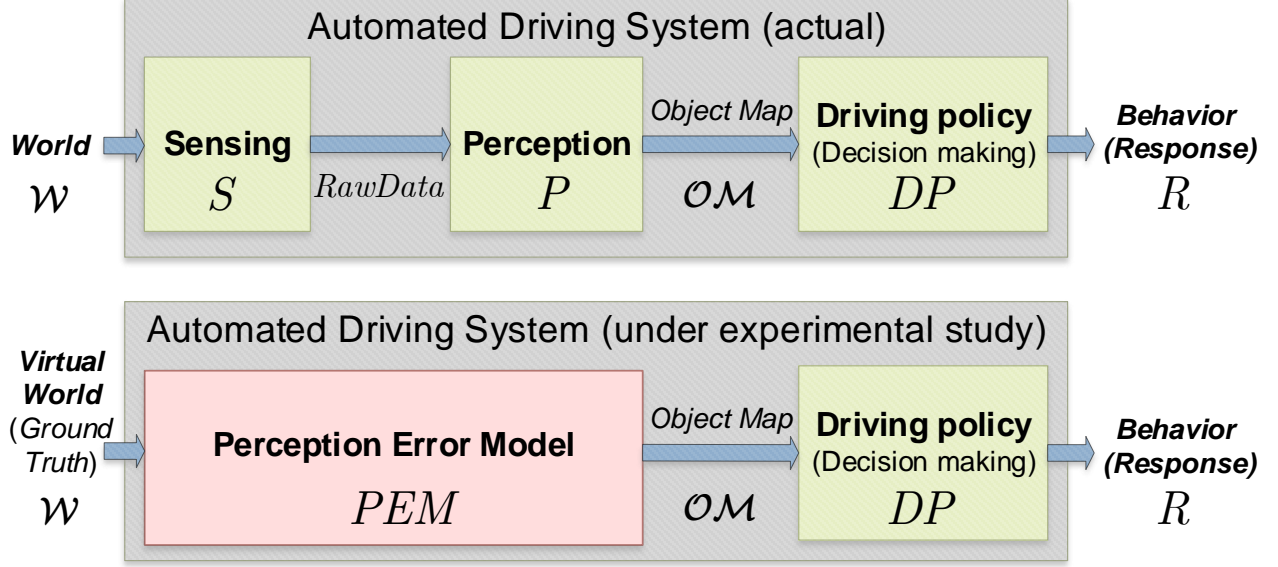 Automated Driving System (actual)
World
𝒲
Sensing
S
RawData
Perception
P
Object Map
𝒪ℳ
Driving policy
(Decision making)
DP
Behavior
(Response)
R
Automated Driving System (under experimental study)
Virtual
World
(Ground
Truth)
𝒲
Perception Error Model
PEM
Object Map
𝒪ℳ
Driving policy
(Decision making)
DP
Behavior
(Response)
R